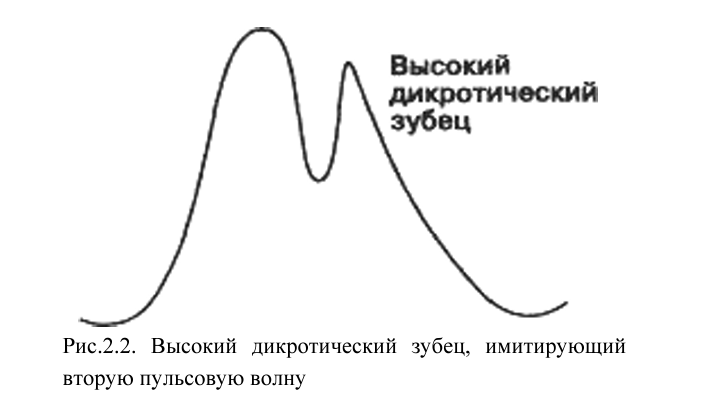 Высокий
дикротический
зубец
Рис.2.2. Высокий дикротический зубец, имитирующий
вторую пульсовую волну